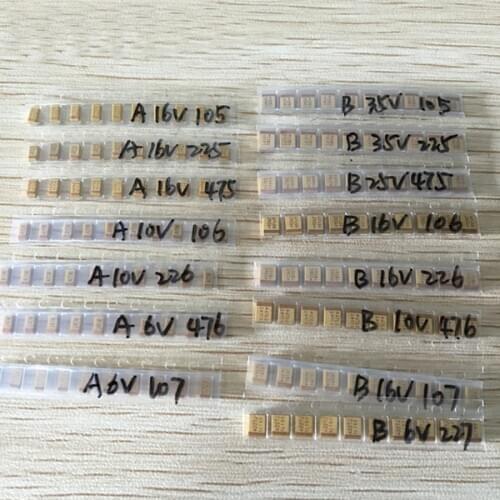 A 16V 105
A 16V 225
A 16V 475
A 10V 106
A 10V 226
A 6V 476
A 6V 107
B 35V 105
B 35V 225
B 25V 475
B 16V 106
B 16V 226
B 10V 476
B 16V 107
B 6V 227